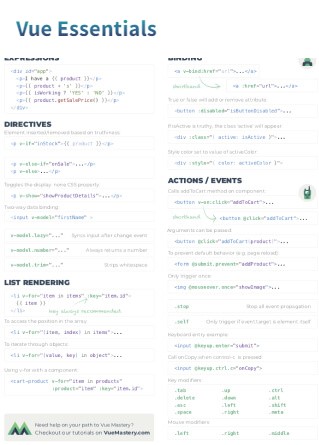 Vue Essentials
EXPRESSIONS
<div id="app">
<p>I have a {{ product }}</p>
<p>{{ product + 's' }}</p>
<p>{{ isWorking ? 'YES' : 'NO' }}</p>
<p>{{ product.getSalePrice() }}</p>
</div>
DIRECTIVES
Element inserted/removed based on truthiness
<p v-if="inStock">{{ product }}</p>
<p v-else-if="onSale">...</p>
<p v-else>...</p>
Toggles the display: none CSS property
<p v-show="showProductDetails">...</p>
Two-way data binding
<input v-model="firstName" >
v-model.lazy="..." Syncs input after change event
v-model.number="..." Always returns a number
v-model.trim="..." Strips whitespace
LIST RENDERING
<li v-for="item in items" :key="item.id">
{{ item }}
</li> key always recommended
To access the position in the array
<li v-for="(item, index) in items">...
To iterate through objects
<li v-for="(value, key) in object">...
Using v-for with a component
<cart-product v-for="item in products"
:product="item" :key="item.id">
Need help on your path to Vue Mastery?
Checkout our tutorials on VueMastery.com
BINDING
<a v-bind:href="url">...</a>
shorthand <a :href="url">...</a>
True or false will add or remove attribute
<button :disabled="isButtonDisabled">...
If isActive is truthy, the class 'active' will appear
<div :class="{ active: isActive }">...
Style color set to value of activeColor
<div :style="{ color: activeColor }">
ACTIONS / EVENTS
Calls addToCart method on component
<button v-on:click="addToCart">...
shorthand <button @click="addToCart">...
Arguments can be passed
<button @click="addToCart(product)">...
To prevent default behavior (e.g. page reload)
<form @submit.prevent="addProduct">...
Only trigger once
<img @mouseover.once="showImage">...
.stop Stop all event propagation
.self Only trigger if event.target is element itself
Keyboard entry example
<input @keyup.enter="submit">
Call onCopy when control-c is pressed
<input @keyup.ctrl.c="onCopy">
Key modifiers
.tab .up .ctrl
.delete .down .alt
.esc .left .shift
.space .right .meta
Mouse modifiers
.left .right .middle